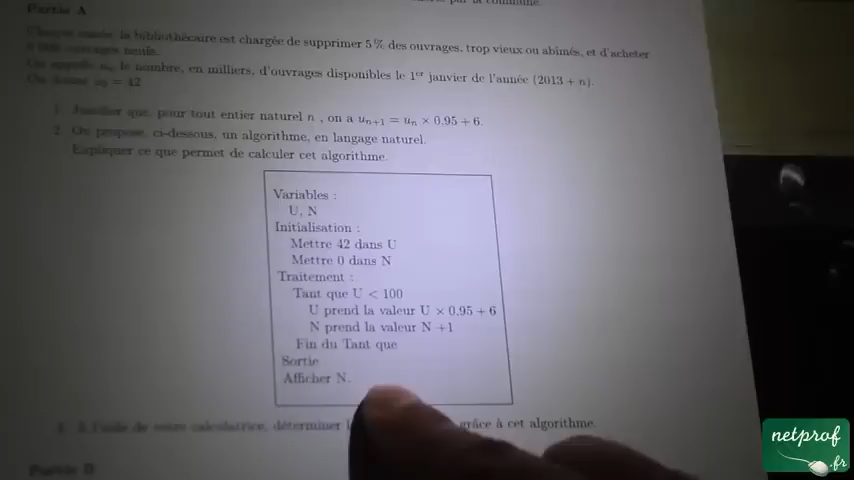 par la commune.
Partie A
Chaque année, la bibliothécaire est chargée de supprimer 5 % des ouvrages, trop vieux ou abîmés, et d'acheter
ouvrages neufs.
On appelle uₙ le nombre, en milliers, d'ouvrages disponibles le 1er janvier de l'année (2013 + n).
On donne u₀ = 42
1. Justifier que, pour tout entier naturel n , on a uₙ₊₁ = uₙ × 0.95 + 6.
2. On propose, ci-dessous, un algorithme, en langage naturel.
Expliquer ce que permet de calculer cet algorithme.
Variables :
U, N
Initialisation :
Mettre 42 dans U
Mettre 0 dans N
Traitement :
Tant que U < 100
U prend la valeur U × 0.95 + 6
N prend la valeur N +1
Fin du Tant que
Sortie
Afficher N.
À l'aide de votre calculatrice, déterminer grâce à cet algorithme.
Partie B
netprof
.fr